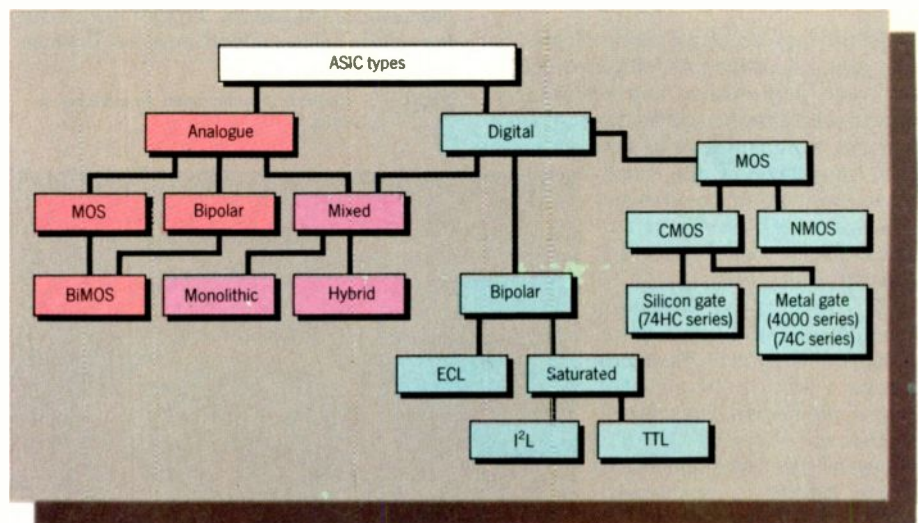 ASIC types
Analogue
Digital
MOS
MOS
Bipolar
Mixed
CMOS
NMOS
BiMOS
Monolithic
Hybrid
Bipolar
Silicon gate
(74HC series)
Metal gate
(4000 series)
(74C series)
ECL
Saturated
I²L
TTL